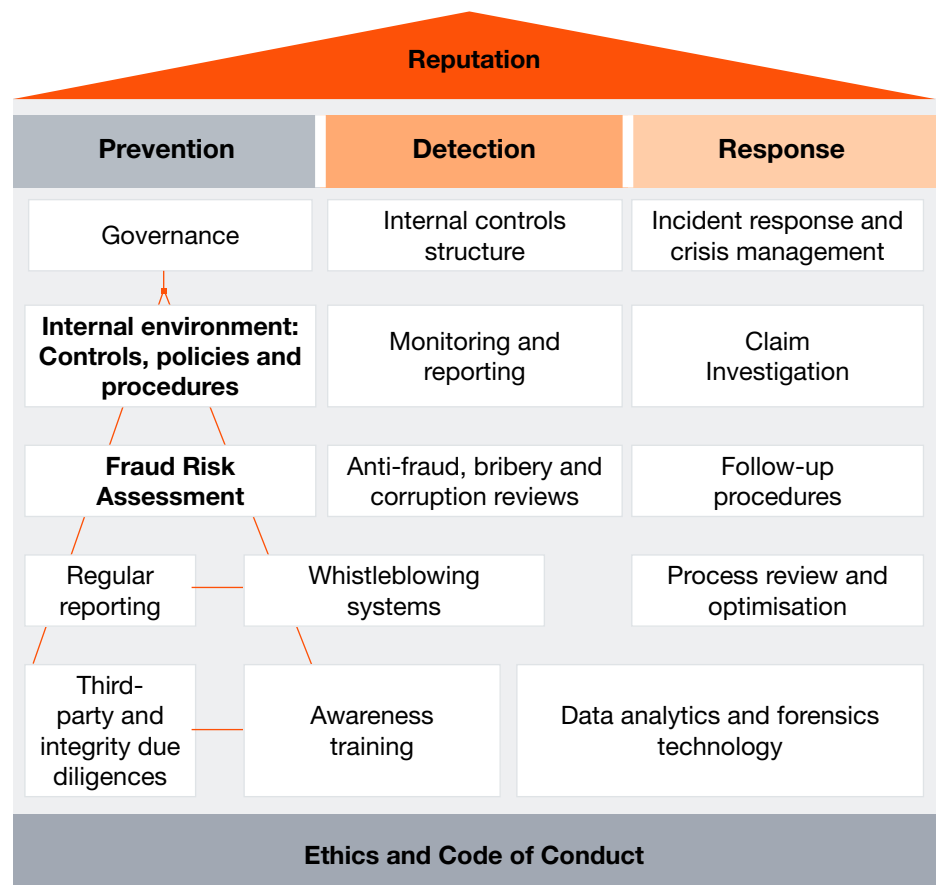 Reputation
Prevention
Detection
Response
Governance
Internal controls
structure
Incident response and
crisis management
Internal environment:
Controls, policies and
procedures
Monitoring and
reporting
Claim
Investigation
Fraud Risk
Assessment
Anti-fraud, bribery and
corruption reviews
Follow-up
procedures
Regular
reporting
Whistleblowing
systems
Process review and
optimisation
Third-
party and
integrity due
diligences
Awareness
training
Data analytics and forensics
technology
Ethics and Code of Conduct